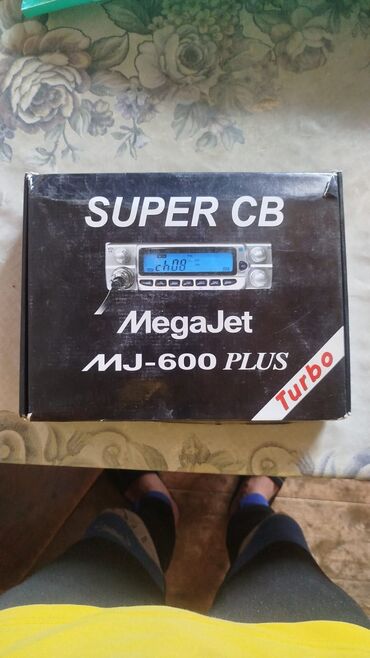 SUPER CB
ch08
MegaJet
MJ-600 PLUS
Turbo